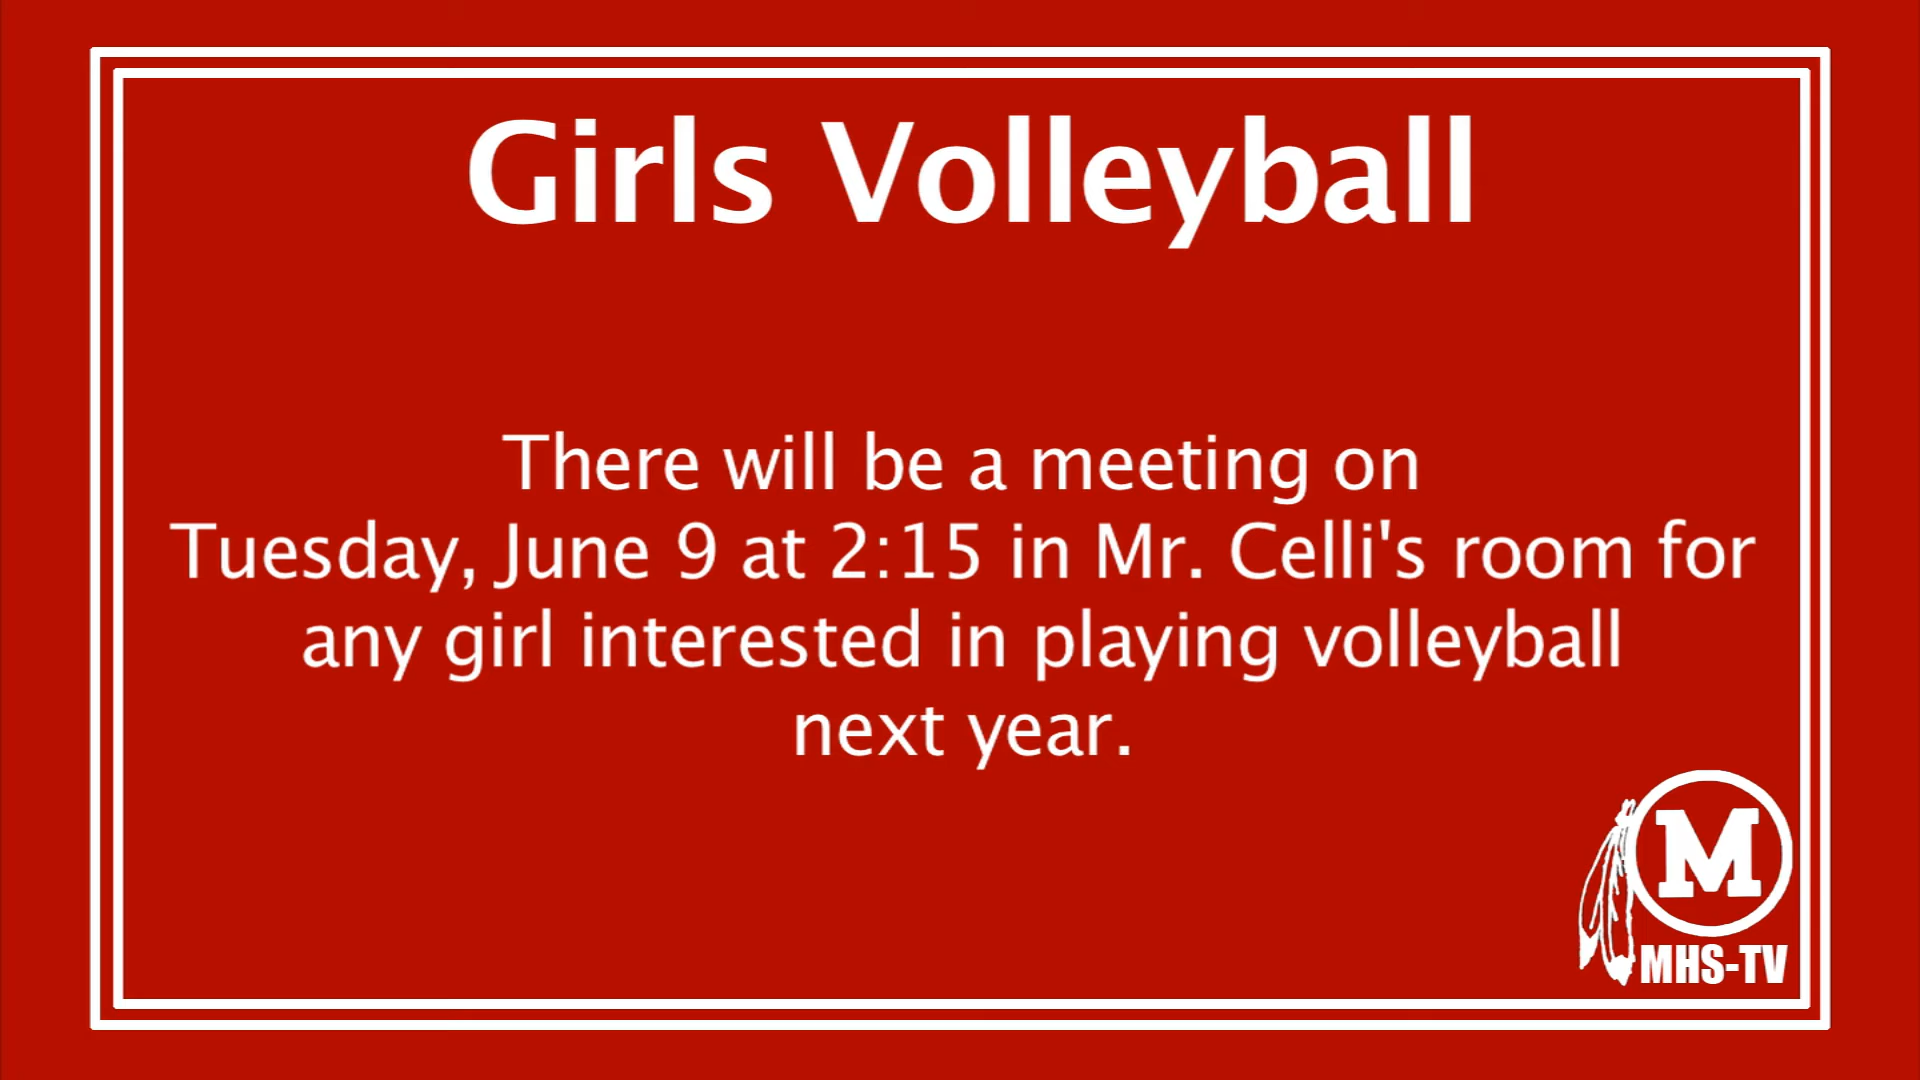 Girls Volleyball
There will be a meeting on
Tuesday, June 9 at 2:15 in Mr. Celli's room for
any girl interested in playing volleyball
next year.
M
MHS-TV